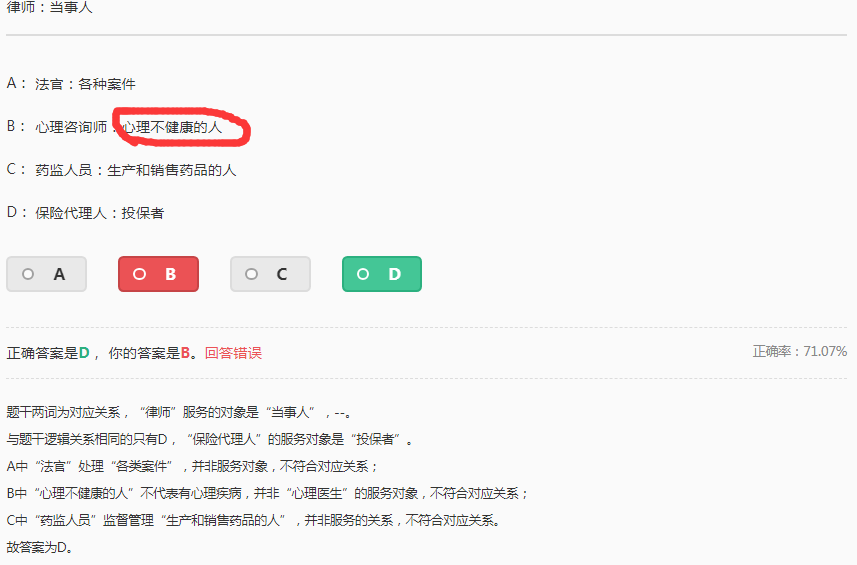 律师：当事人
A： 法官：各种案件
B： 心理咨询师：心理不健康的人
C： 药监人员：生产和销售药品的人
D： 保险代理人：投保者
A B C D
正确答案是D， 你的答案是B。回答错误 正确率：71.07%
题干两词为对应关系，“律师”服务的对象是“当事人”，--。
与题干逻辑关系相同的只有D，“保险代理人”的服务对象是“投保者”。
A中“法官”处理“各类案件”，并非服务对象，不符合对应关系；
B中“心理不健康的人”不代表有心理疾病，并非“心理医生”的服务对象，不符合对应关系；
C中“药监人员”监督管理“生产和销售药品的人”，并非服务的关系，不符合对应关系。
故答案为D。